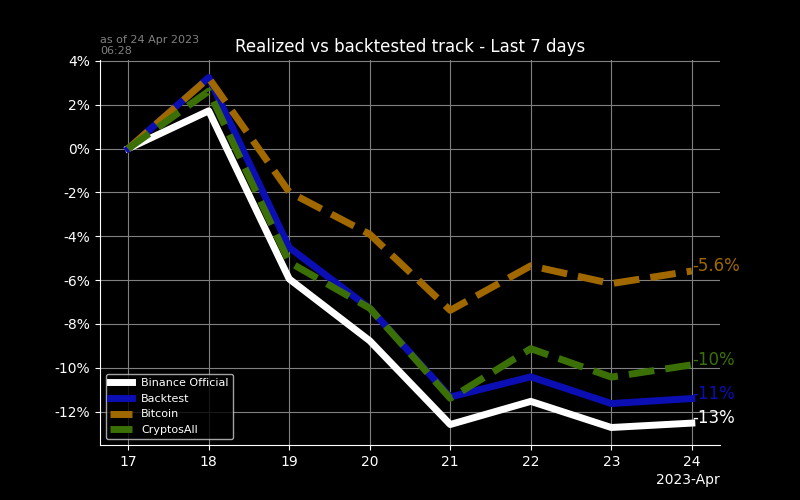 as of 24 Apr 2023
06:28
Realized vs backtested track - Last 7 days
4%
2%
0%
-2%
-4%
-6%
-8%
-10%
-12%
-5.6%
-10%
-11%
-13%
Binance Official
Backtest
Bitcoin
CryptosAll
17 18 19 20 21 22 23 24
2023-Apr